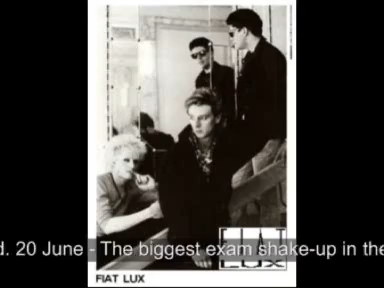 d. 20 June - The biggest exam shake-up in the
FIAT
LUX
FIAT LUX